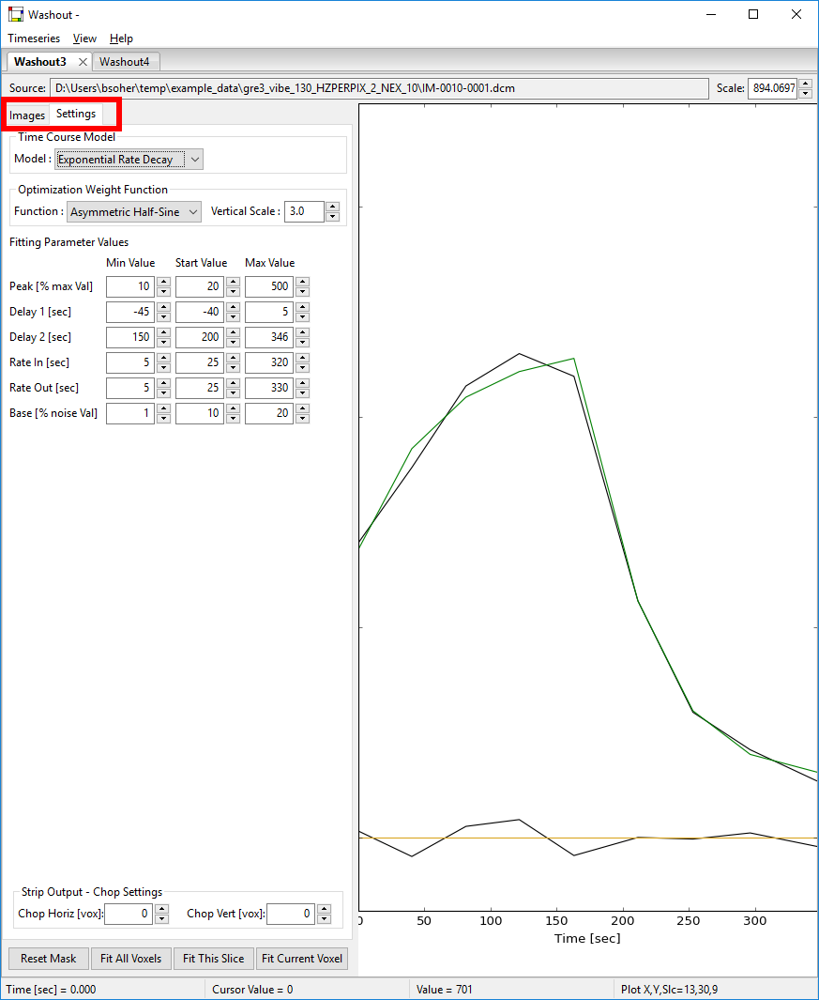 Washout -
Timeseries View Help
Washout3 Washout4
Source: D:\Users\bsoher\temp\example_data\gre3_vibe_130_HZPERPIX_2_NEX_10\IM-0010-0001.dcm Scale: 894.0697
Images Settings
Time Course Model
Model : Exponential Rate Decay
Optimization Weight Function
Function : Asymmetric Half-Sine Vertical Scale : 3.0
Fitting Parameter Values
Min Value Start Value Max Value
Peak [% max Val] 10 20 500
Delay 1 [sec] -45 -40 5
Delay 2 [sec] 150 200 346
Rate In [sec] 5 25 320
Rate Out [sec] 5 25 330
Base [% noise Val] 1 10 20
Strip Output - Chop Settings
Chop Horiz [vox]: 0 Chop Vert [vox]: 0
0 50 100 150 200 250 300
Time [sec]
Reset Mask Fit All Voxels Fit This Slice Fit Current Voxel
Time [sec] = 0.000 Cursor Value = 0 Value = 701 Plot X,Y,Slc=13,30,9